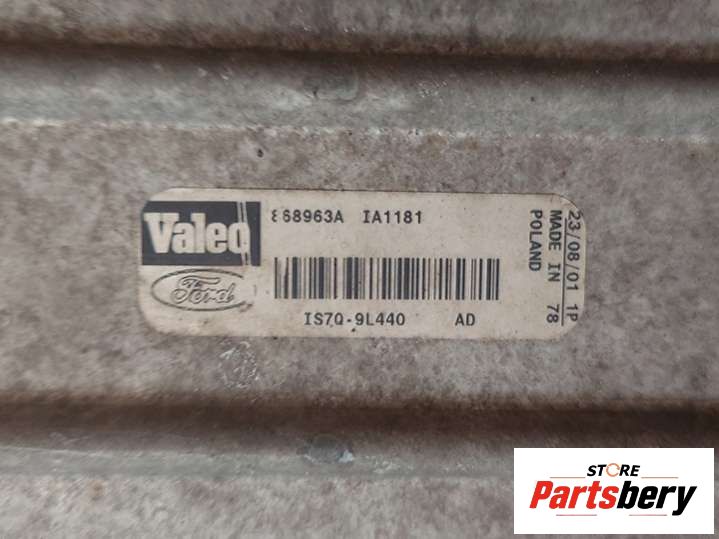 Valeo
868963A IA1181
Ford
IS7Q-9L440 AD
23/08/01 1P
MADE IN 78
POLAND
STORE
Partsbery